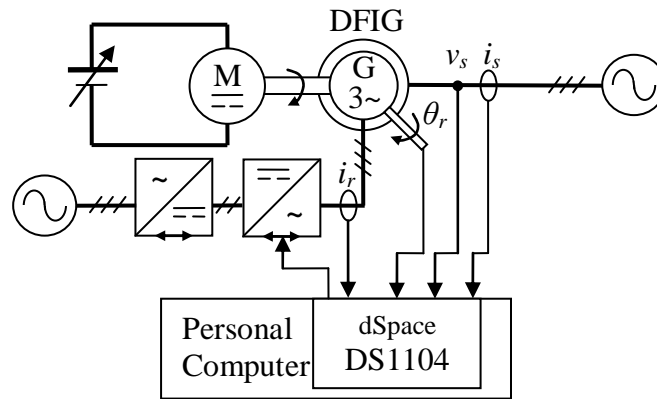 DFIG
M
G
3~
v_s
i_s
θ_r
i_r
~
~
Personal
Computer
dSpace
DS1104